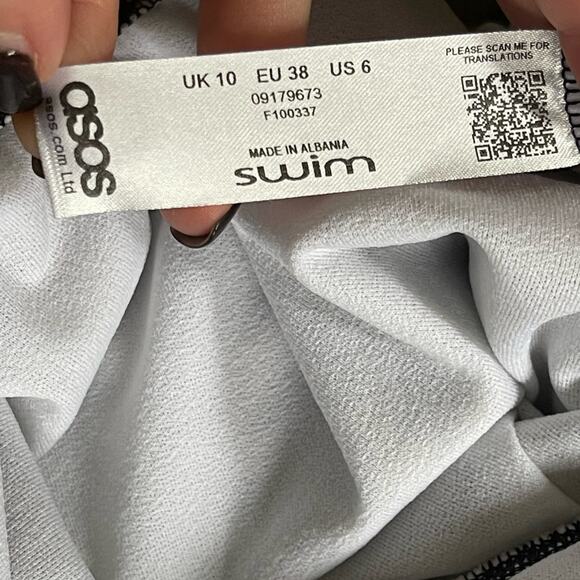 UK 10 EU 38 US 6
09179673
F100337
MADE IN ALBANIA
swim
asos
asos.com Ltd
PLEASE SCAN ME FOR
TRANSLATIONS